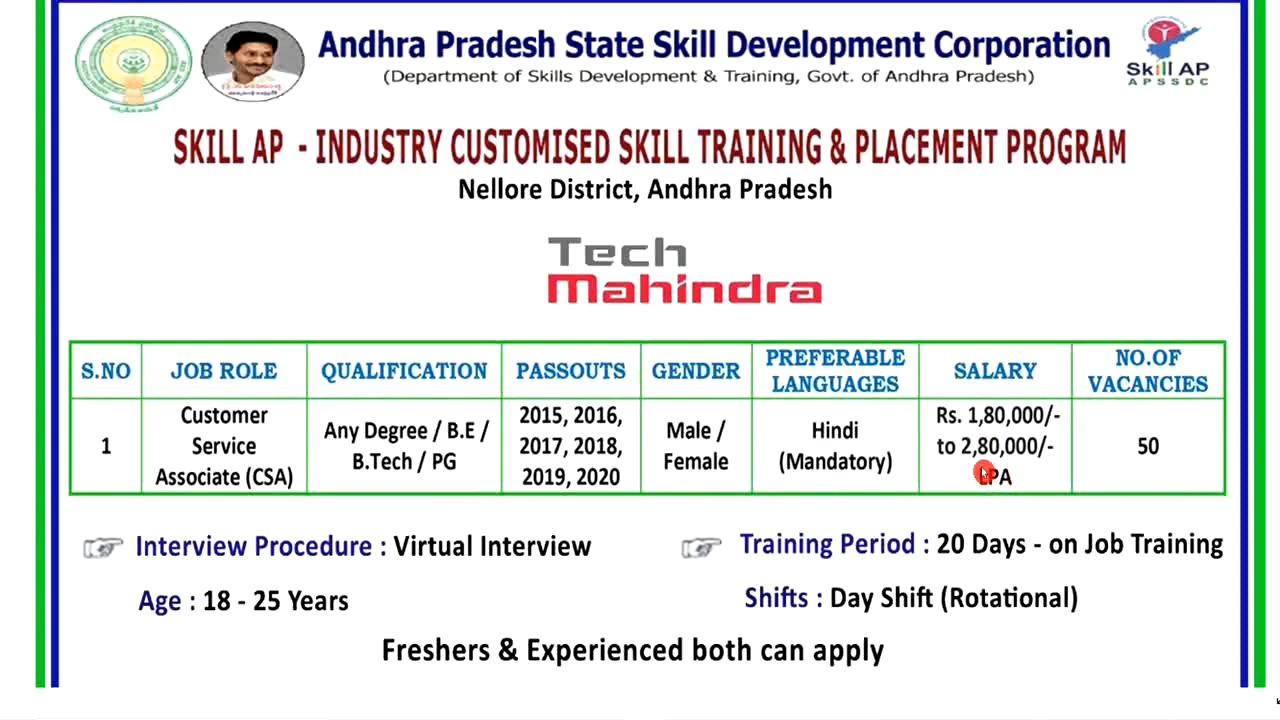 Andhra Pradesh State Skill Development Corporation
(Department of Skills Development & Training, Govt. of Andhra Pradesh)
Skill AP
APSSDC
SKILL AP - INDUSTRY CUSTOMISED SKILL TRAINING & PLACEMENT PROGRAM
Nellore District, Andhra Pradesh
Tech
Mahindra
S.NO JOB ROLE QUALIFICATION PASSOUTS GENDER PREFERABLE LANGUAGES SALARY NO.OF VACANCIES
1 Customer Service Associate (CSA) Any Degree / B.E / B.Tech / PG 2015, 2016, 2017, 2018, 2019, 2020 Male / Female Hindi (Mandatory) Rs. 1,80,000/- to 2,80,000/- LPA 50
Interview Procedure : Virtual Interview
Training Period : 20 Days - on Job Training
Age : 18 - 25 Years
Shifts : Day Shift (Rotational)
Freshers & Experienced both can apply